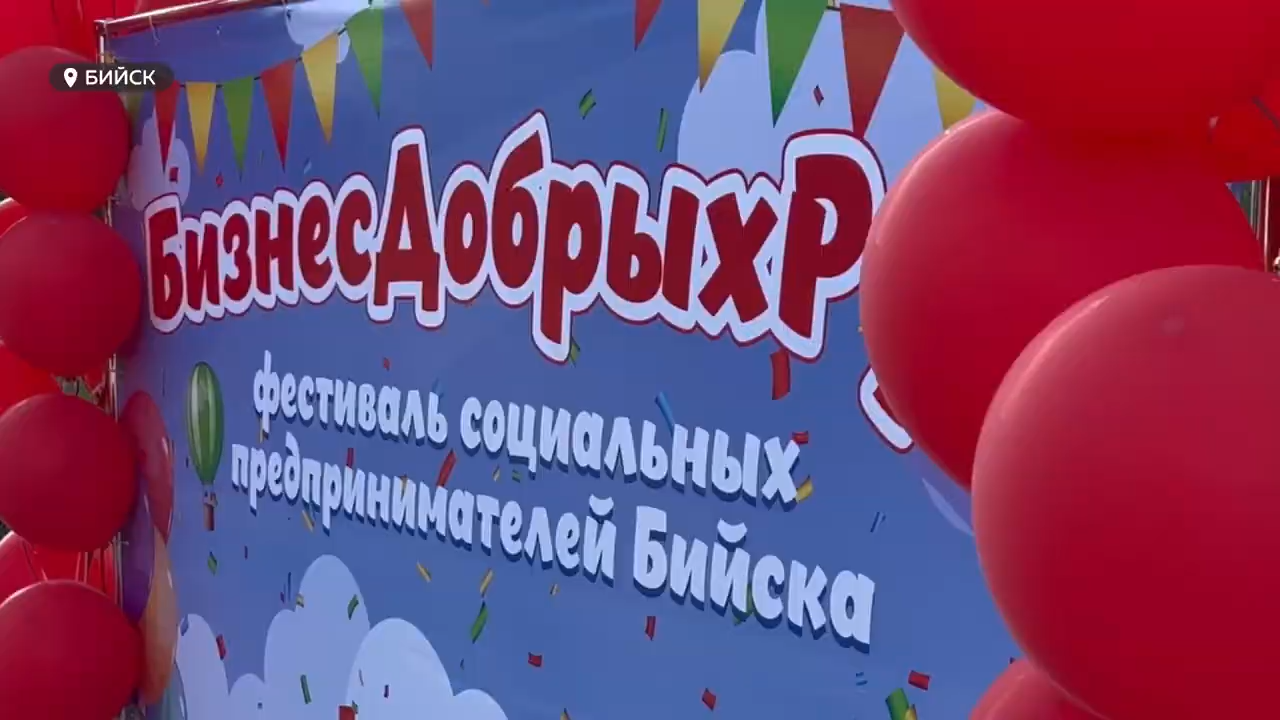 БИЙСК
БизнесДобрыхР
фестиваль социальных
предпринимателей Бийска